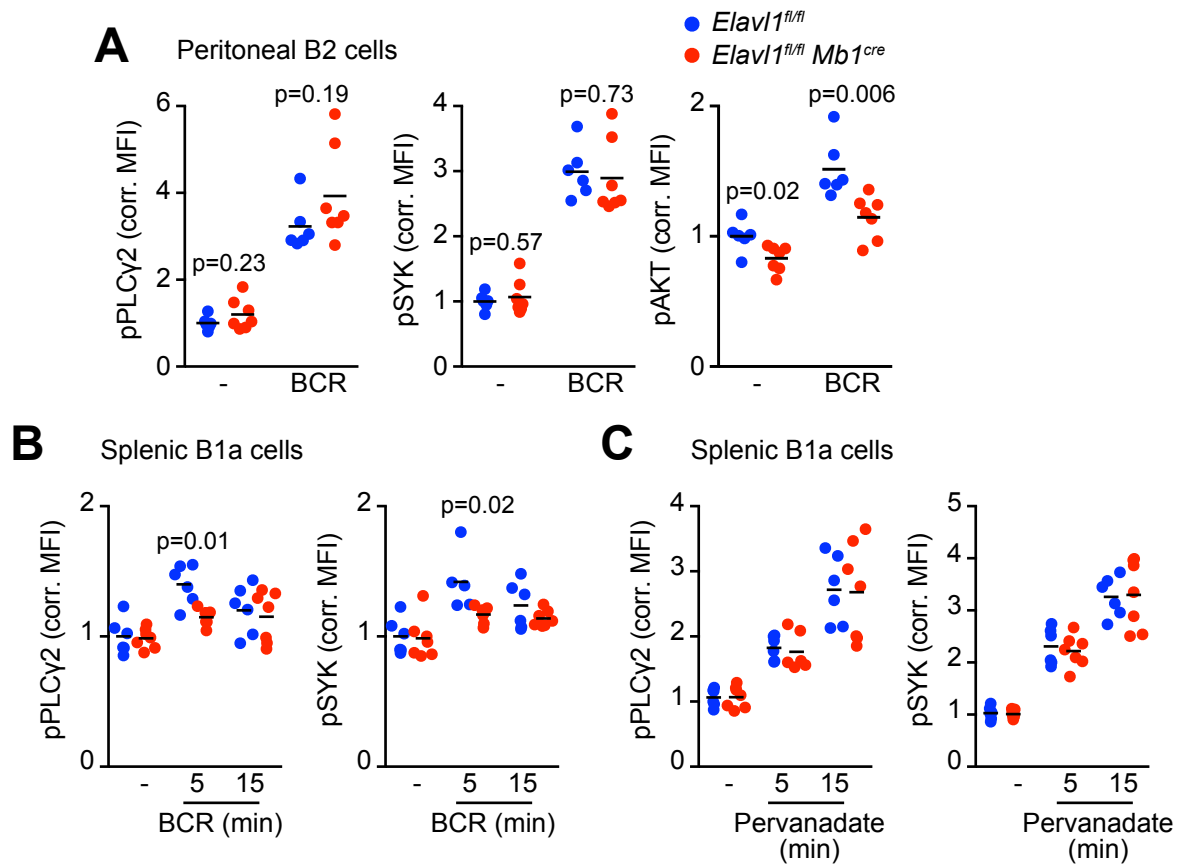 A Peritoneal B2 cells
Elavl1fl/fl
Elavl1fl/fl Mb1cre
pPLCγ2 (corr. MFI)
6
4
2
0
p=0.23
p=0.19
- BCR
pSYK (corr. MFI)
4
3
2
1
0
p=0.57
p=0.73
- BCR
pAKT (corr. MFI)
2
1
0
p=0.02
p=0.006
- BCR
B Splenic B1a cells
pPLCγ2 (corr. MFI)
2
1
0
p=0.01
- 5 15
BCR (min)
pSYK (corr. MFI)
2
1
0
p=0.02
- 5 15
BCR (min)
C Splenic B1a cells
pPLCγ2 (corr. MFI)
4
3
2
1
0
- 5 15
Pervanadate
(min)
pSYK (corr. MFI)
5
4
3
2
1
0
- 5 15
Pervanadate
(min)